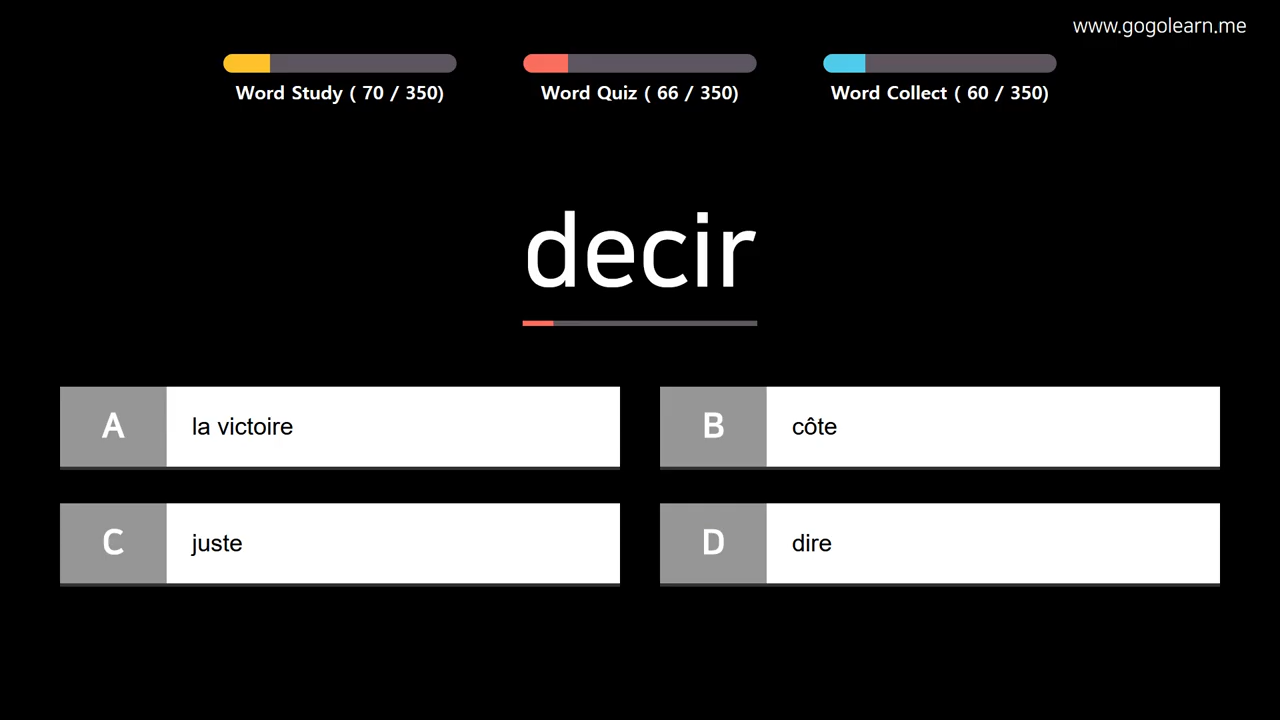 www.gogolearn.me
Word Study ( 70 / 350)
Word Quiz ( 66 / 350)
Word Collect ( 60 / 350)
decir
A la victoire
B côte
C juste
D dire